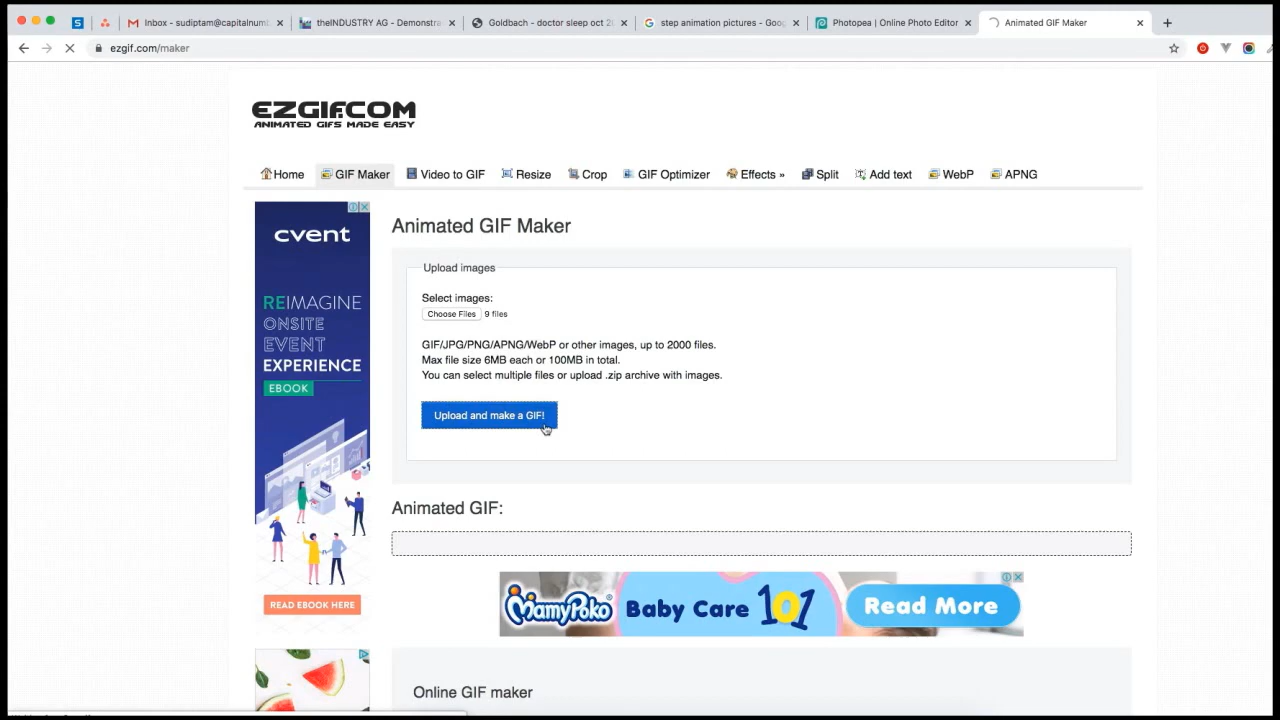 Inbox - sudiptam@capitalnumb
theINDUSTRY AG - Demonstra
Goldbach - doctor sleep oct 2
step animation pictures - Goog
Photopea | Online Photo Editor
Animated GIF Maker
ezgif.com/maker
EZGIF.COM
ANIMATED GIFS MADE EASY
Home
GIF Maker
Video to GIF
Resize
Crop
GIF Optimizer
Effects »
Split
Add text
WebP
APNG
cvent
REIMAGINE
ONSITE
EVENT
EXPERIENCE
EBOOK
READ EBOOK HERE
Animated GIF Maker
Upload images
Select images:
Choose Files 9 files
GIF/JPG/PNG/APNG/WebP or other images, up to 2000 files.
Max file size 6MB each or 100MB in total.
You can select multiple files or upload .zip archive with images.
Upload and make a GIF!
Animated GIF:
MamyPoko
Baby Care 101
Read More
Online GIF maker